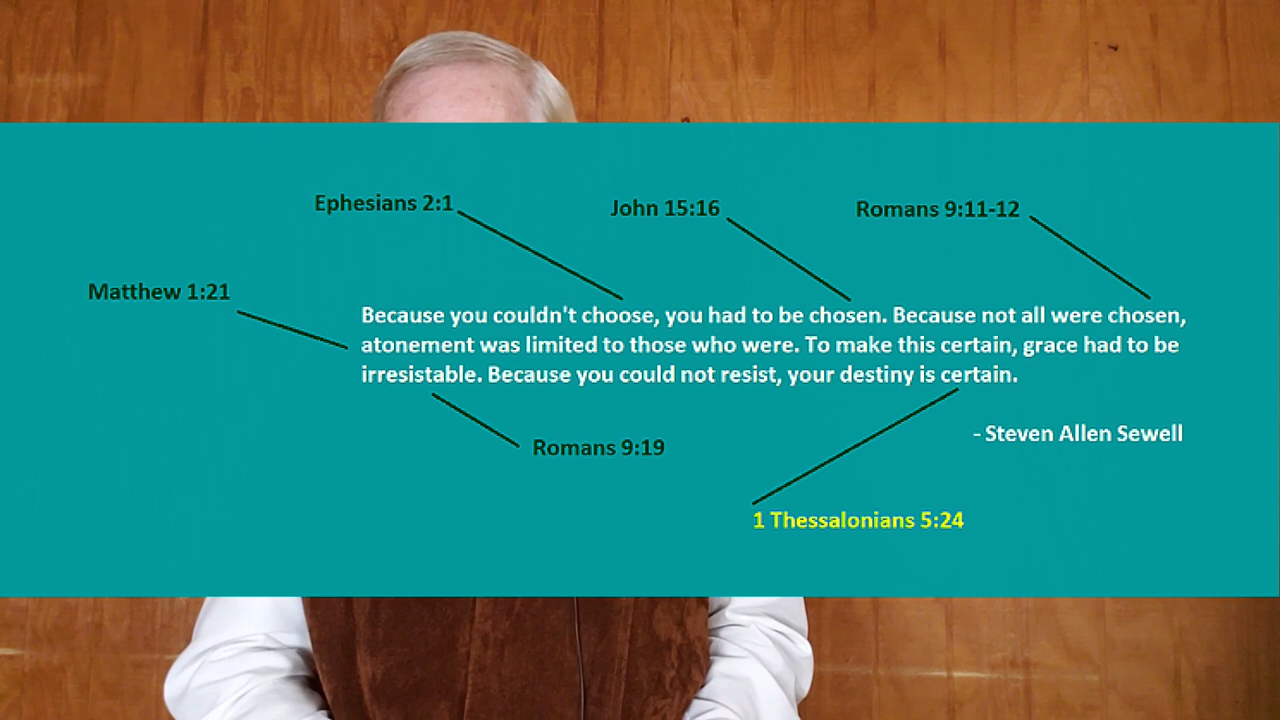 Ephesians 2:1
John 15:16
Romans 9:11-12
Matthew 1:21
Because you couldn't choose, you had to be chosen. Because not all were chosen,
atonement was limited to those who were. To make this certain, grace had to be
irresistable. Because you could not resist, your destiny is certain.
- Steven Allen Sewell
Romans 9:19
1 Thessalonians 5:24